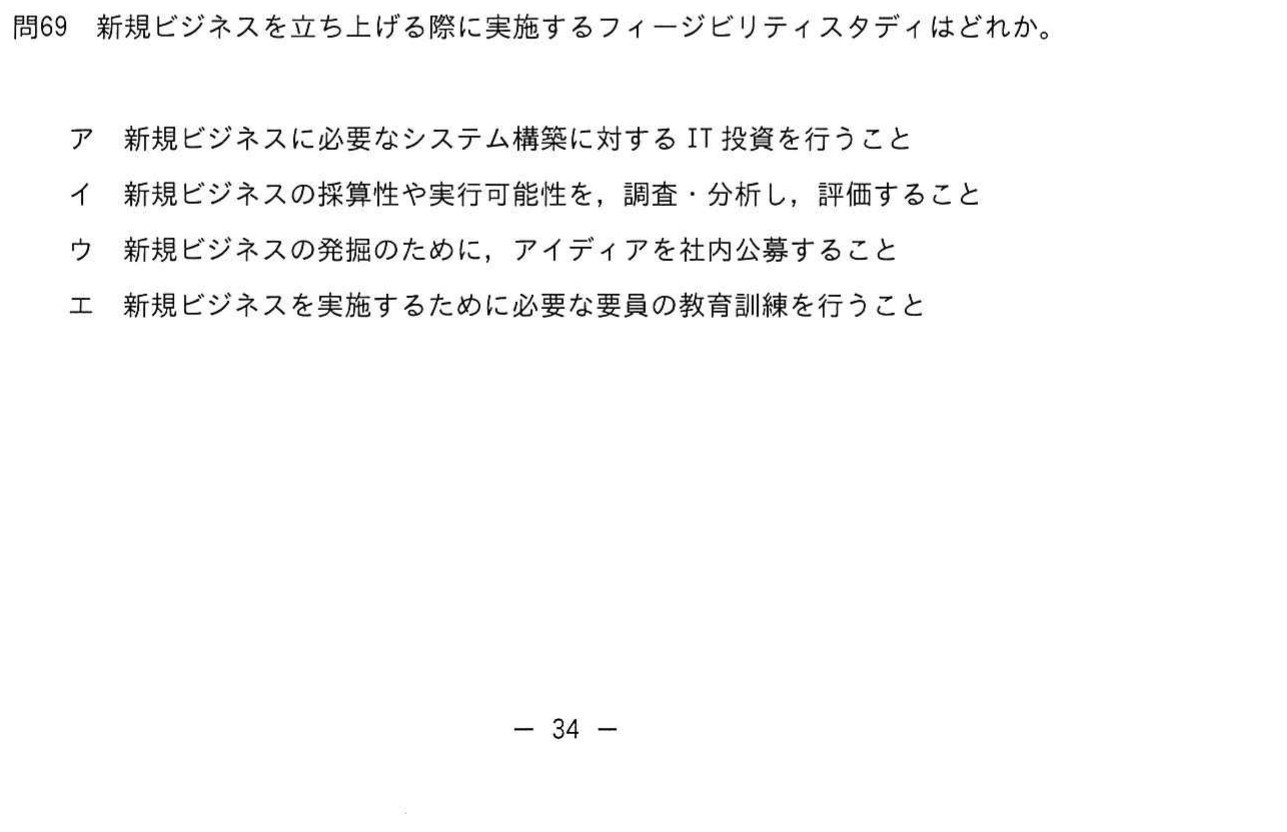 問69　新規ビジネスを立ち上げる際に実施するフィージビリティスタディはどれか。
ア　新規ビジネスに必要なシステム構築に対する IT 投資を行うこと
イ　新規ビジネスの採算性や実行可能性を，調査・分析し，評価すること
ウ　新規ビジネスの発掘のために，アイディアを社内公募すること
エ　新規ビジネスを実施するために必要な要員の教育訓練を行うこと
－ 34 －